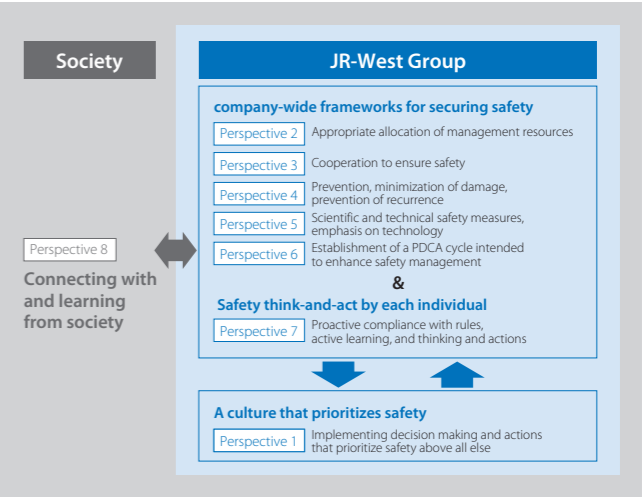 Society
JR-West Group
company-wide frameworks for securing safety
Perspective 2 Appropriate allocation of management resources
Perspective 3 Cooperation to ensure safety
Perspective 4 Prevention, minimization of damage,
prevention of recurrence
Perspective 5 Scientific and technical safety measures,
emphasis on technology
Perspective 6 Establishment of a PDCA cycle intended
to enhance safety management
&
Safety think-and-act by each individual
Perspective 7 Proactive compliance with rules,
active learning, and thinking and actions
Perspective 8
Connecting with
and learning
from society
A culture that prioritizes safety
Perspective 1 Implementing decision making and actions
that prioritize safety above all else